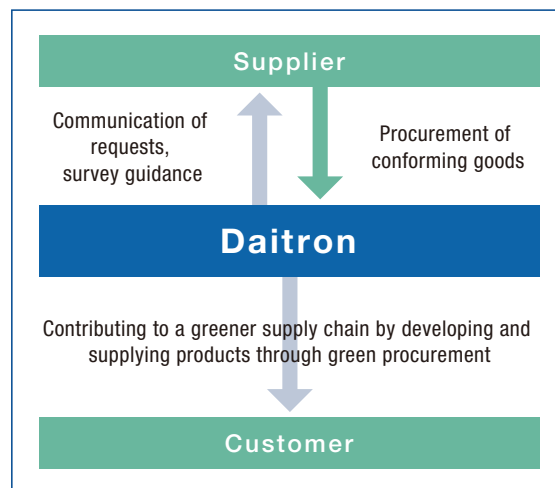 Supplier
Communication of
requests,
survey guidance
Procurement of
conforming goods
Daitron
Contributing to a greener supply chain by developing and
supplying products through green procurement
Customer